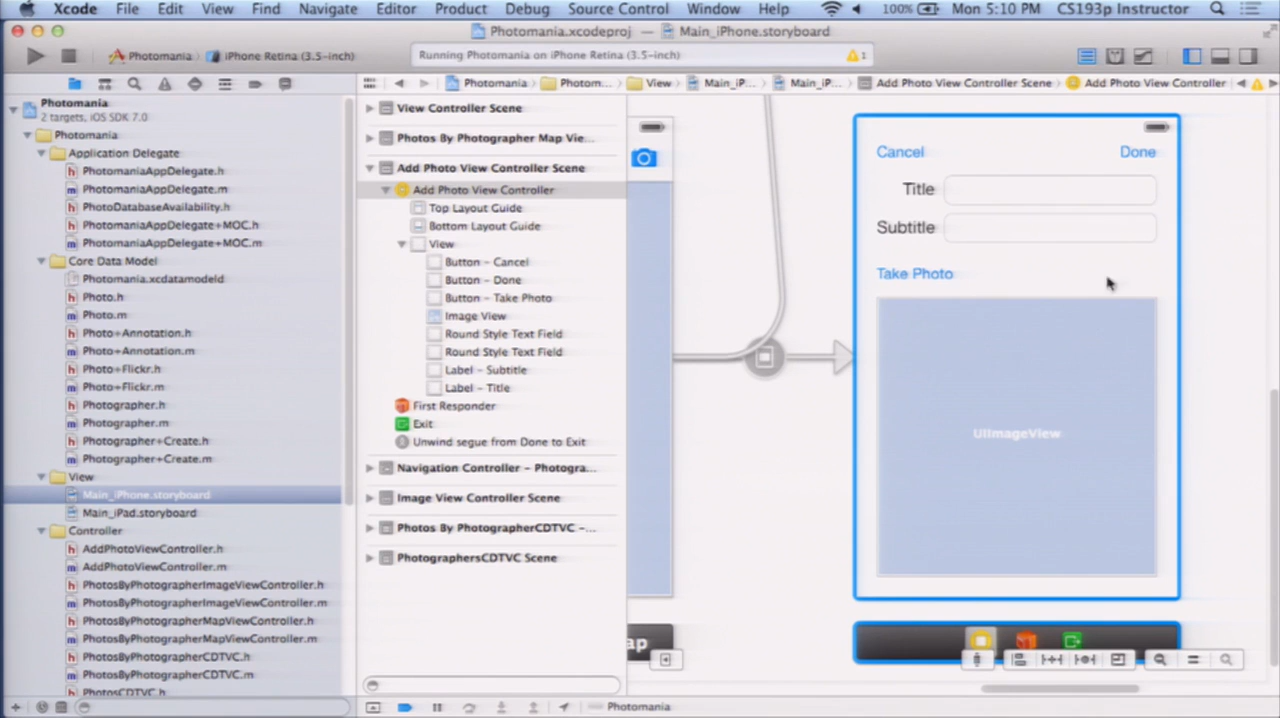 Xcode File Edit View Find Navigate Editor Product Debug Source Control Window Help 100% Mon 5:10 PM CS193p Instructor
Photomania.xcodeproj — Main_iPhone.storyboard
Photomania iPhone Retina (3.5-inch) Running Photomania on iPhone Retina (3.5-inch) 1
Photomania Photom... View Main_iP... Main_iP... Add Photo View Controller Scene Add Photo View Controller
Photomania
2 targets, iOS SDK 7.0
Photomania
Application Delegate
PhotomaniaAppDelegate.h
PhotomaniaAppDelegate.m
PhotoDatabaseAvailability.h
PhotomaniaAppDelegate+MOC.h
PhotomaniaAppDelegate+MOC.m
Core Data Model
Photomania.xcdatamodeld
Photo.h
Photo.m
Photo+Annotation.h
Photo+Annotation.m
Photo+Flickr.h
Photo+Flickr.m
Photographer.h
Photographer.m
Photographer+Create.h
Photographer+Create.m
View
Main_iPhone.storyboard
Main_iPad.storyboard
Controller
AddPhotoViewController.h
AddPhotoViewController.m
PhotosByPhotographerImageViewController.h
PhotosByPhotographerImageViewController.m
PhotosByPhotographerMapViewController.h
PhotosByPhotographerMapViewController.m
PhotosByPhotographerCDTVC.h
PhotosByPhotographerCDTVC.m
PhotosCDTVC.h
View Controller Scene
Photos By Photographer Map Vie...
Add Photo View Controller Scene
Add Photo View Controller
Top Layout Guide
Bottom Layout Guide
View
Button - Cancel
Button - Done
Button - Take Photo
Image View
Round Style Text Field
Round Style Text Field
Label - Subtitle
Label - Title
First Responder
Exit
Unwind segue from Done to Exit
Navigation Controller - Photogra...
Image View Controller Scene
Photos By PhotographerCDTVC -...
PhotographersCDTVC Scene
Cancel Done
Title
Subtitle
Take Photo
UIImageView
ap
Photomania